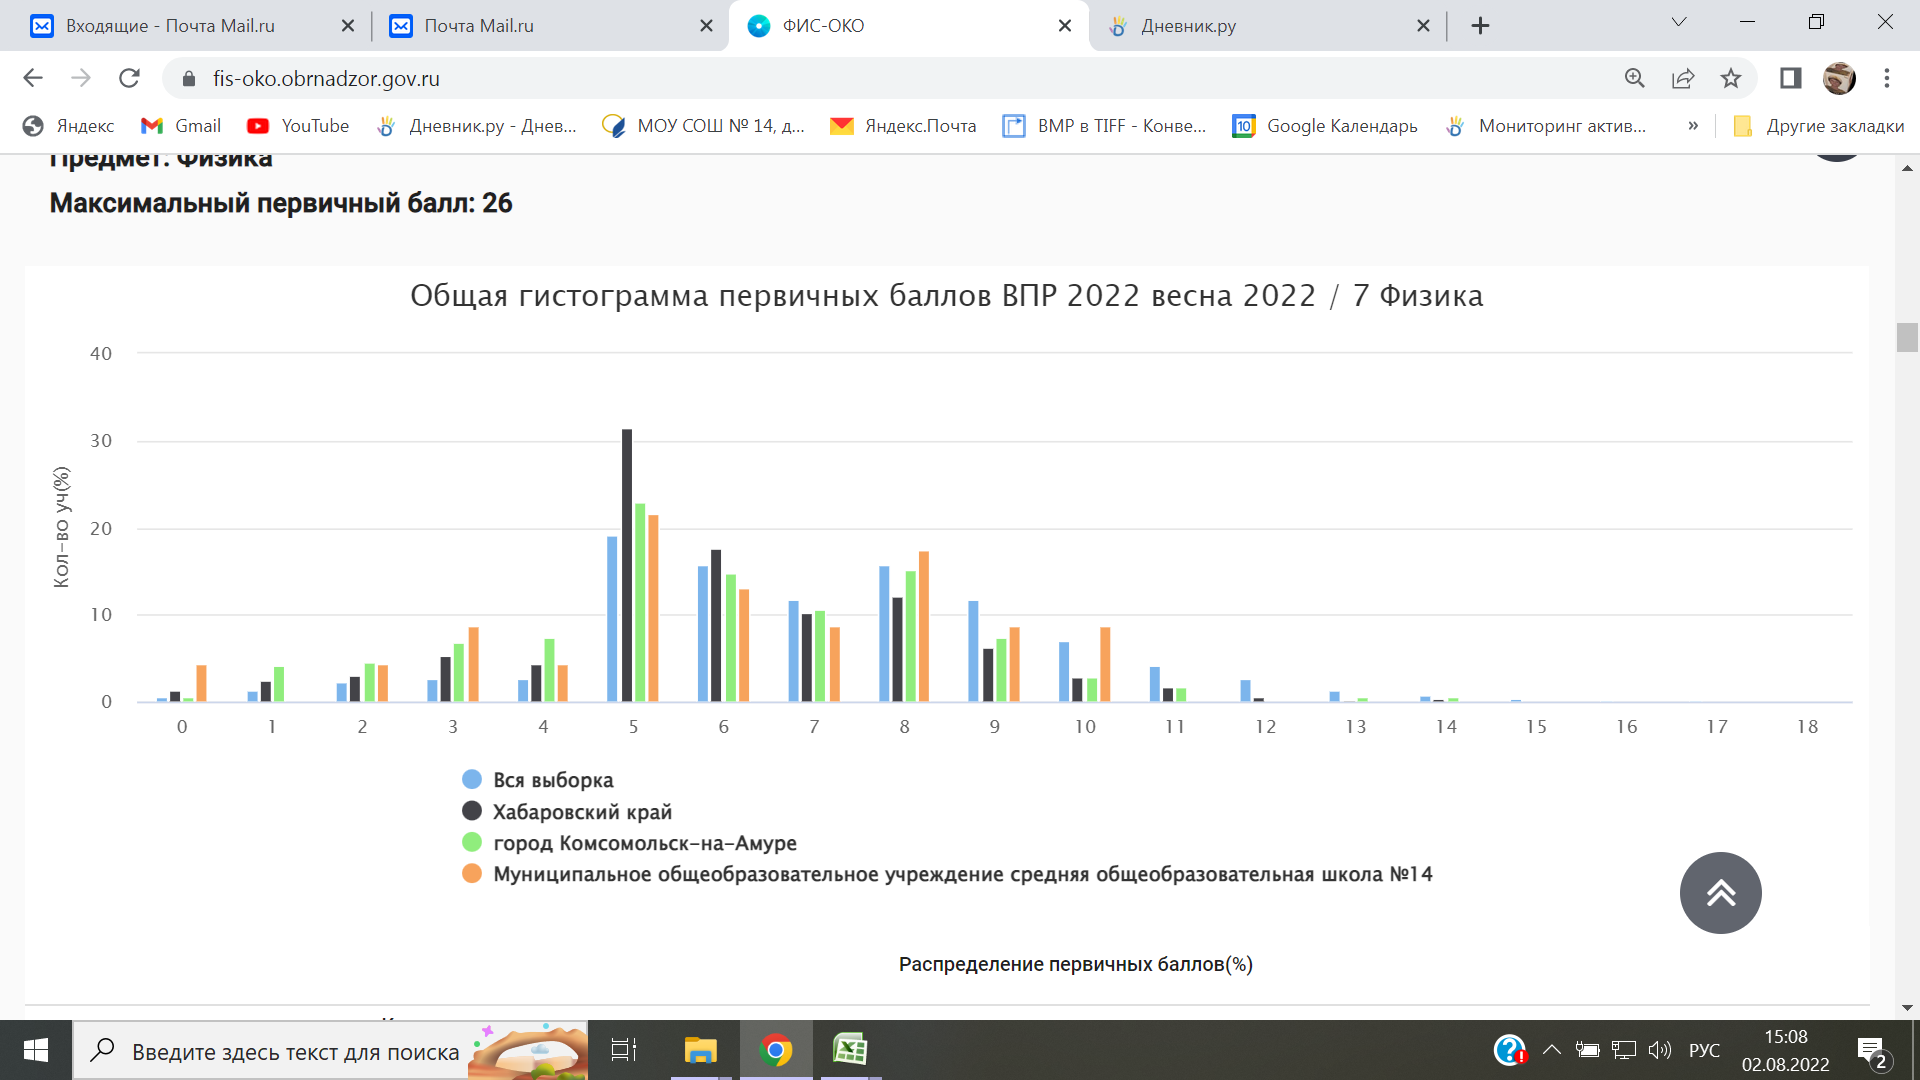 Входящие - Почта Mail.ru
Почта Mail.ru
ФИС-ОКО
Дневник.ру
fis-oko.obrnadzor.gov.ru
Яндекс
Gmail
YouTube
Дневник.ру - Днев...
МОУ СОШ № 14, д...
Яндекс.Почта
BMP в TIFF - Конве...
10
Google Календарь
Мониторинг актив...
»
Другие закладки
Предмет: Физика
Максимальный первичный балл: 26
Общая гистограмма первичных баллов ВПР 2022 весна 2022 / 7 Физика
Кол-во уч(%)
40
30
20
10
0
0 1 2 3 4 5 6 7 8 9 10 11 12 13 14 15 16 17 18
Вся выборка
Хабаровский край
город Комсомольск-на-Амуре
Муниципальное общеобразовательное учреждение средняя общеобразовательная школа №14
Распределение первичных баллов(%)
Введите здесь текст для поиска
РУС
15:08
02.08.2022
2